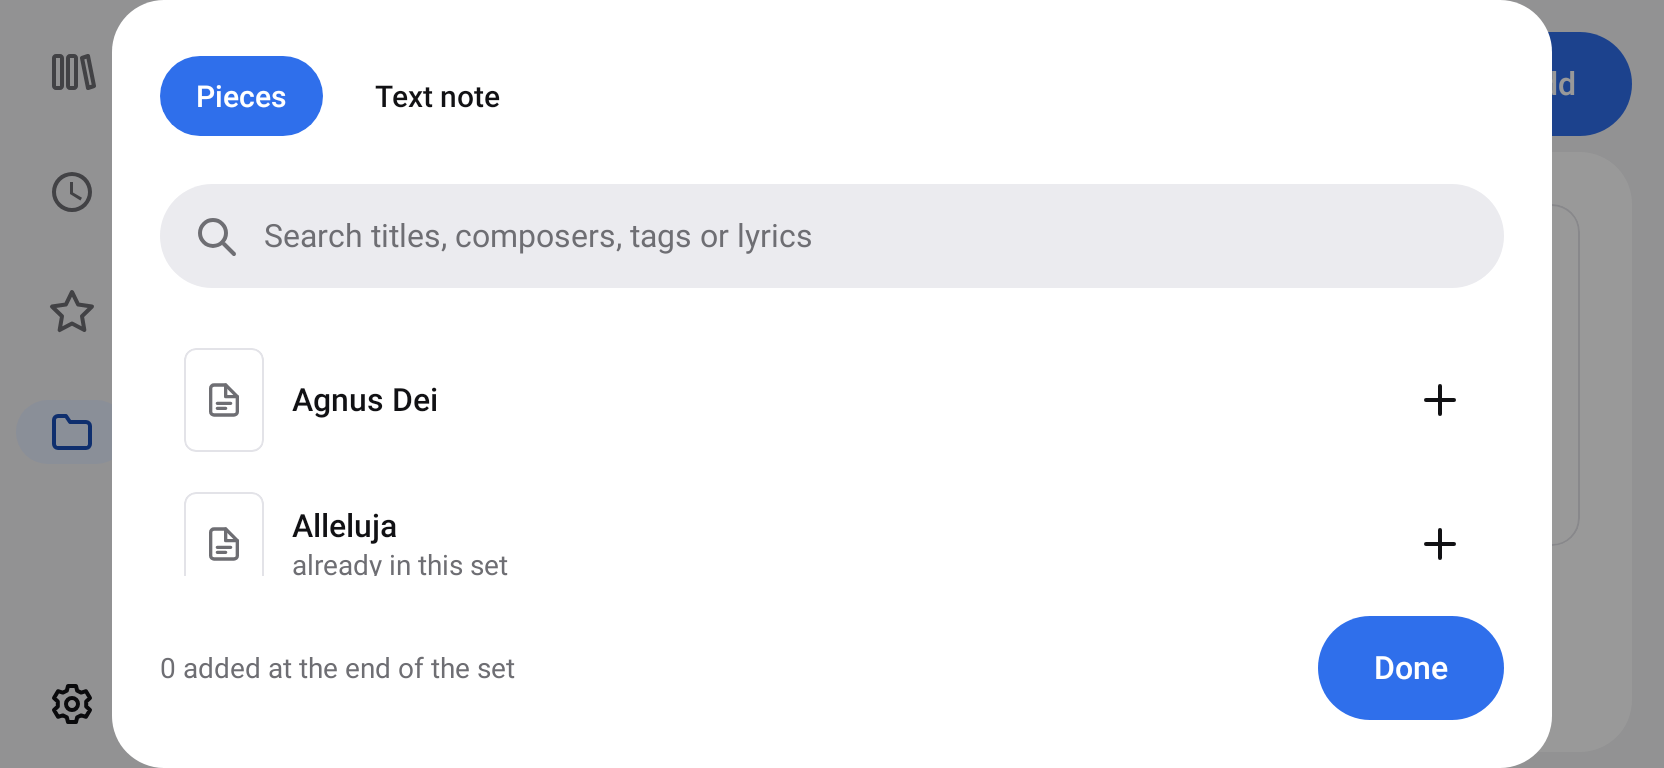 Pieces
Text note
Search titles, composers, tags or lyrics
Agnus Dei
Alleluja
already in this set
0 added at the end of the set
Done